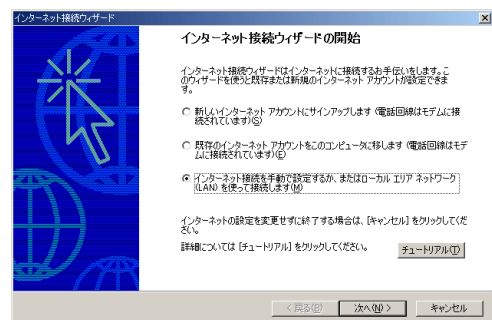 インターネット接続ウィザード
インターネット接続ウィザードの開始
インターネット接続ウィザードはインターネットに接続するお手伝いをします。こ
のウィザードを使うと既存または新規のインターネット アカウントが設定できま
す。
新しいインターネット アカウントにサインアップします (電話回線はモデムに接
続されています)(S)
既存のインターネット アカウントをこのコンピュータに移します (電話回線はモデ
ムに接続されています)(E)
インターネット接続を手動で設定するか、またはローカル エリア ネットワーク
(LAN) を使って接続します(M)
インターネットの設定を変更せずに終了する場合は、[キャンセル] をクリックしてくだ
さい。
詳細については [チュートリアル] をクリックしてください。
チュートリアル(T)
< 戻る(B)
次へ(N) >
キャンセル